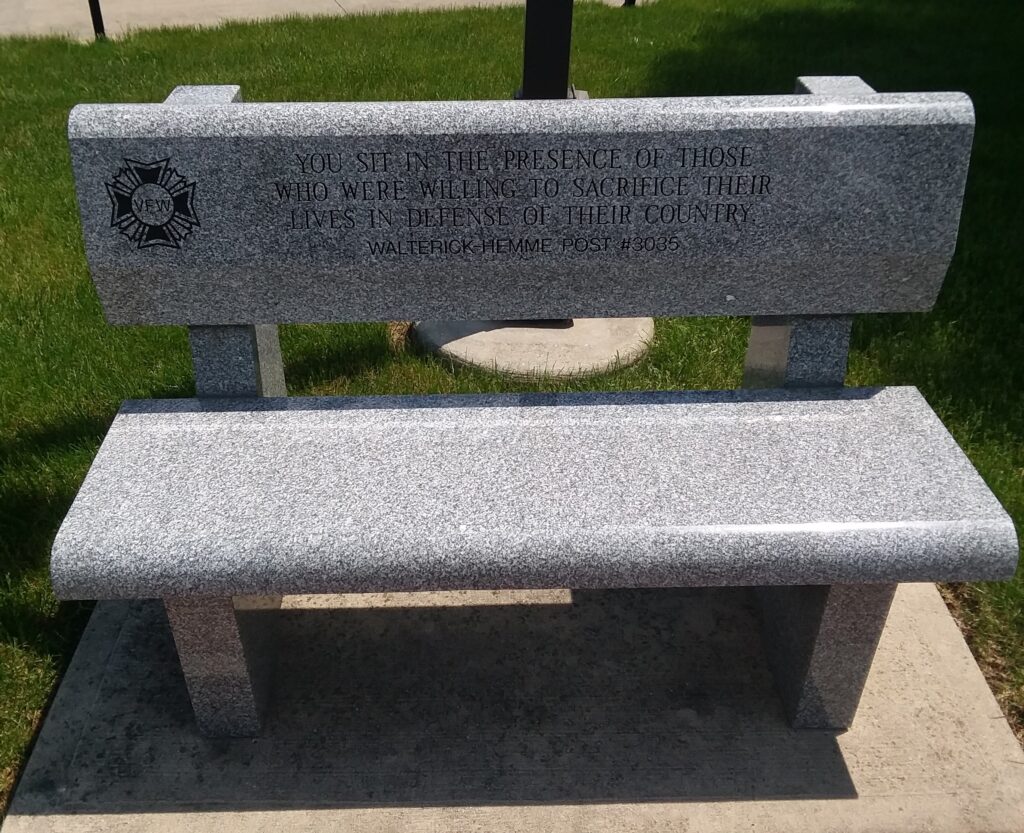 VFW
YOU SIT IN THE PRESENCE OF THOSE
WHO WERE WILLING TO SACRIFICE THEIR
LIVES IN DEFENSE OF THEIR COUNTRY.
WALTERICK-HEMME POST #3035